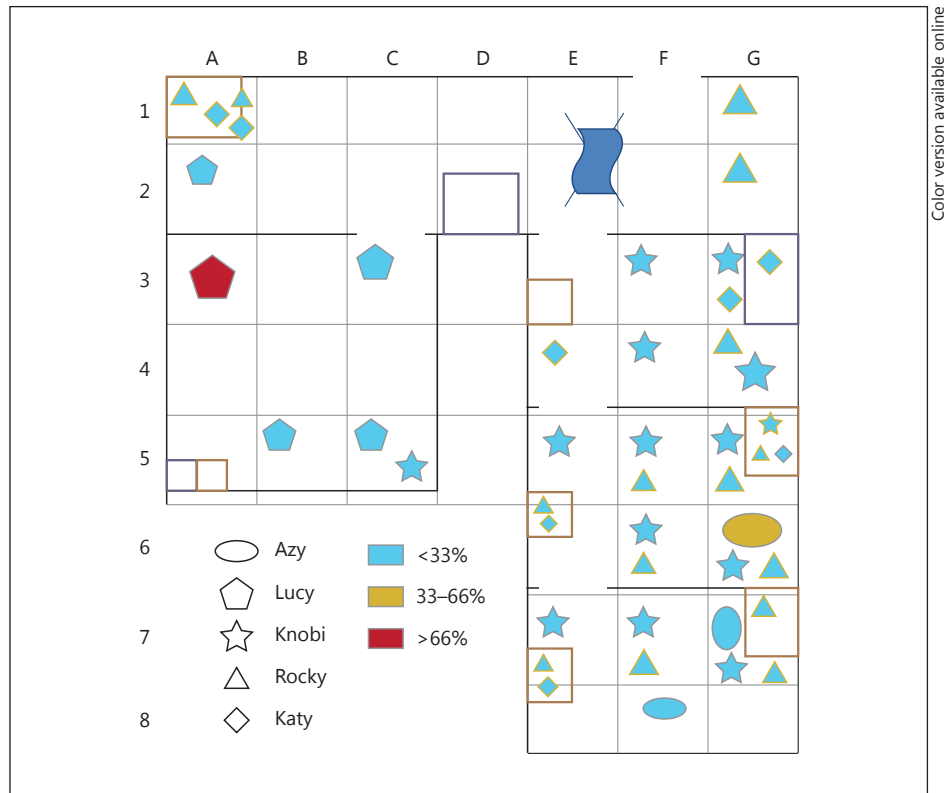 Color version available online
A B C D E F G
1
2
3
4
5
6
7
8
Azy
Lucy
Knobi
Rocky
Katy
<33%
33–66%
>66%